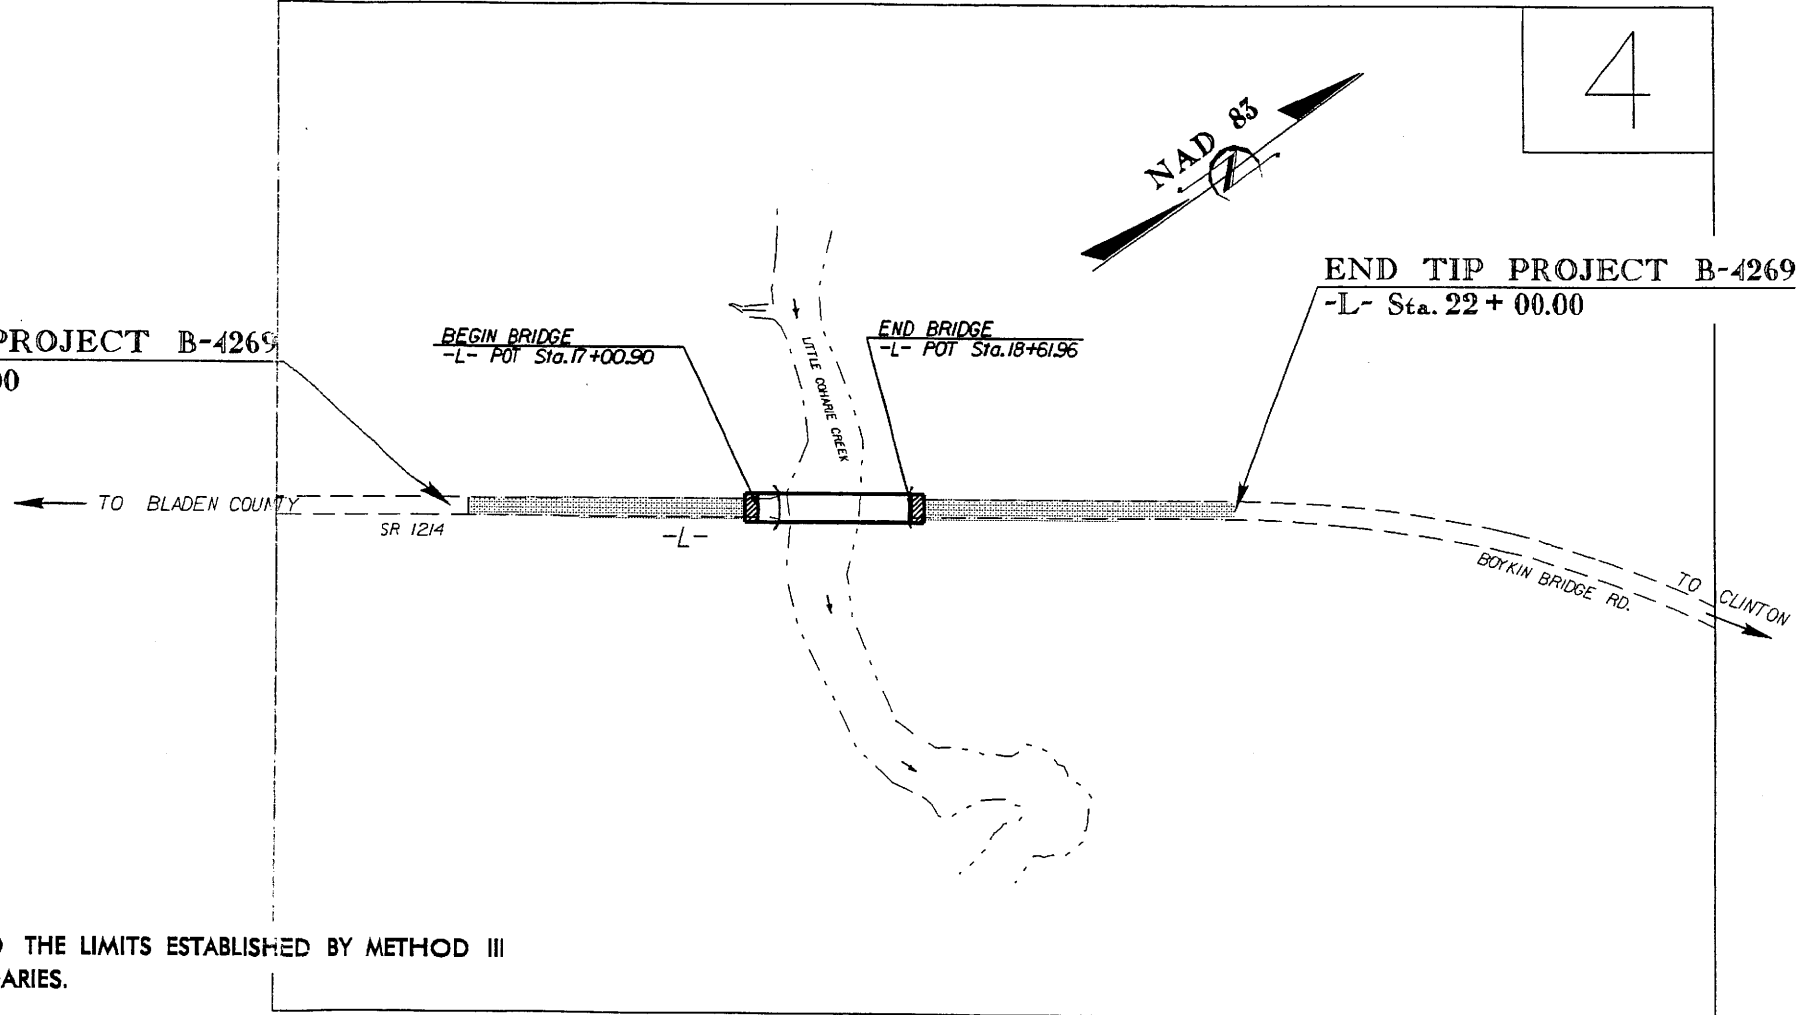 4
NAD 83
END TIP PROJECT B-4269
-L- Sta. 22 + 00.00
PROJECT B-4269
00
BEGIN BRIDGE
-L- POT Sta. 17+00.90
END BRIDGE
-L- POT Sta. 18+61.96
LITTLE COHARIE CREEK
TO BLADEN COUNTY
SR 1214
-L-
BOYKIN BRIDGE RD.
TO CLINTON
THE LIMITS ESTABLISHED BY METHOD III
ARIES.